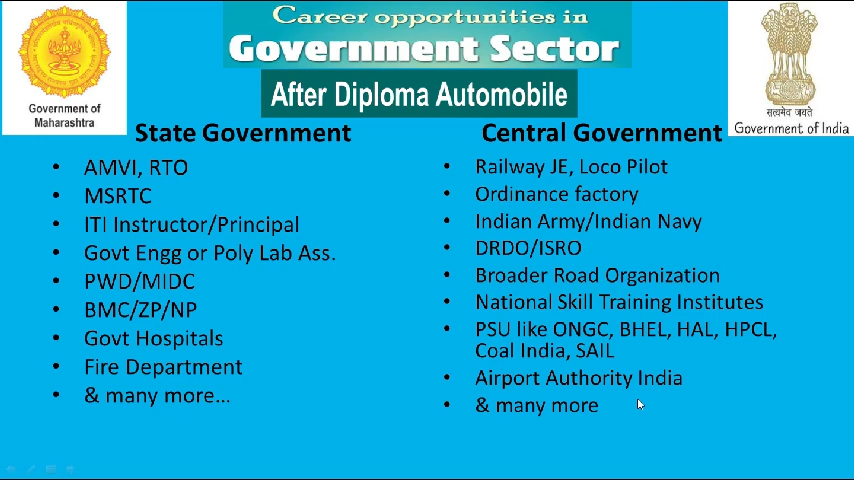 Career opportunities in
Government Sector
After Diploma Automobile
Government of
Maharashtra
सत्यमेव जयते
Government of India
State Government
• AMVI, RTO
• MSRTC
• ITI Instructor/Principal
• Govt Engg or Poly Lab Ass.
• PWD/MIDC
• BMC/ZP/NP
• Govt Hospitals
• Fire Department
• & many more...
Central Government
• Railway JE, Loco Pilot
• Ordinance factory
• Indian Army/Indian Navy
• DRDO/ISRO
• Broader Road Organization
• National Skill Training Institutes
• PSU like ONGC, BHEL, HAL, HPCL,
Coal India, SAIL
• Airport Authority India
• & many more